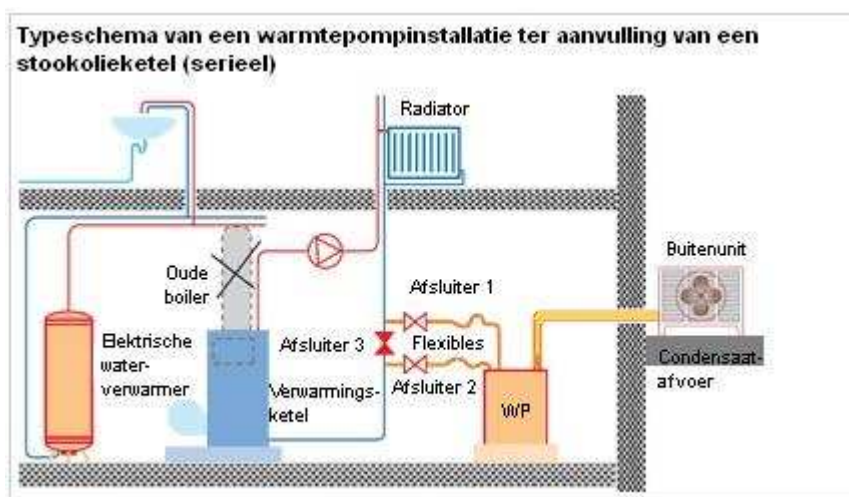 Typeschema van een warmtepompinstallatie ter aanvulling van een
stookolieketel (serieel)
Radiator
Buitenunit
Oude
boiler
Afsluiter 1
Elektrische
water-
verwarmer
Afsluiter 3
Flexibles
Condensaat-
afvoer
Verwarmings-
ketel
Afsluiter 2
WP